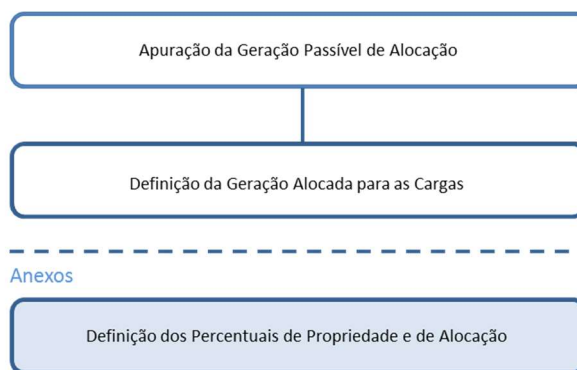 Apuração da Geração Passível de Alocação
Definição da Geração Alocada para as Cargas
Anexos
Definição dos Percentuais de Propriedade e de Alocação